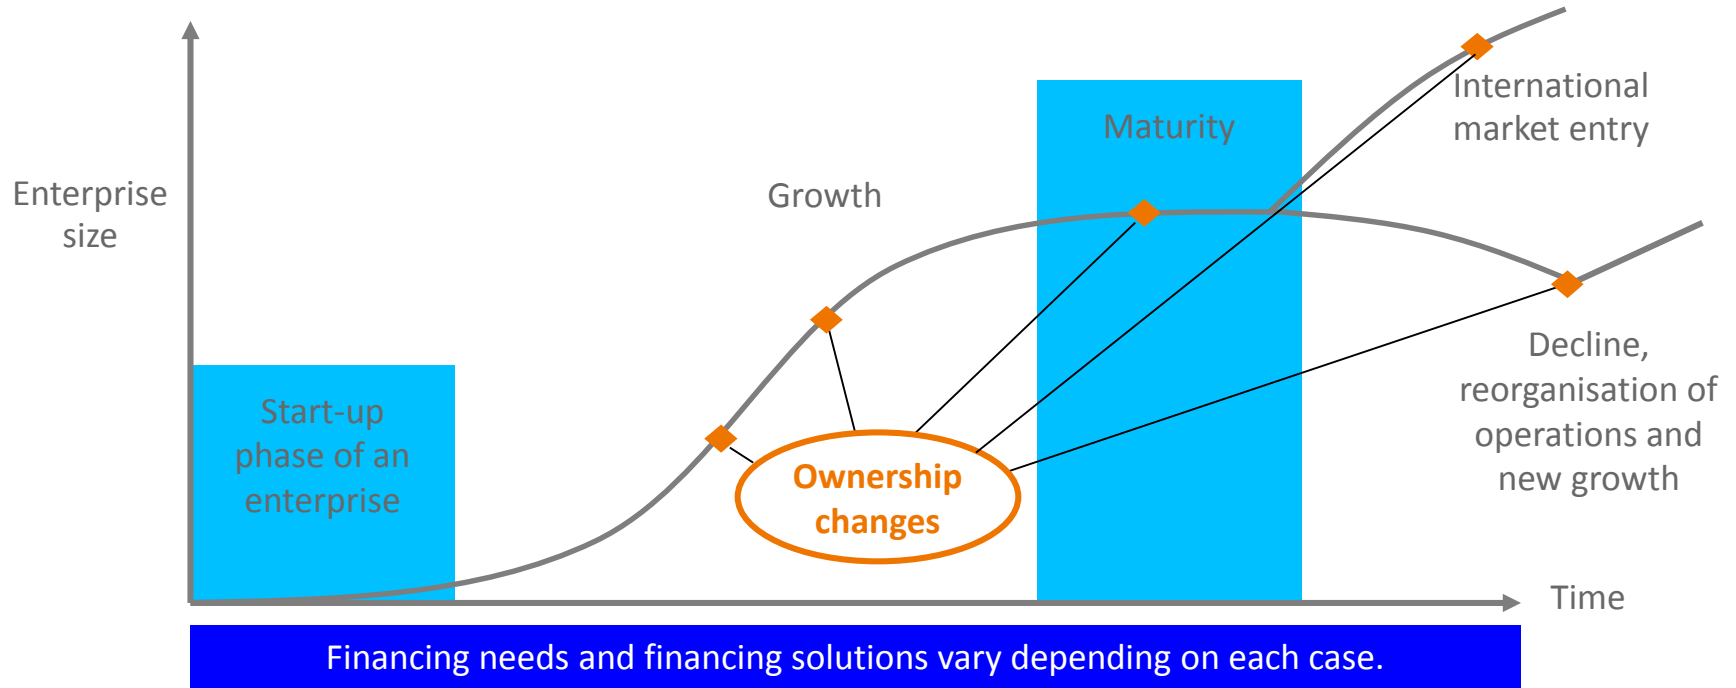 Enterprise
size
Start-up
phase of an
enterprise
Growth
Ownership
changes
Maturity
International
market entry
Decline,
reorganisation of
operations and
new growth
Time
Financing needs and financing solutions vary depending on each case.